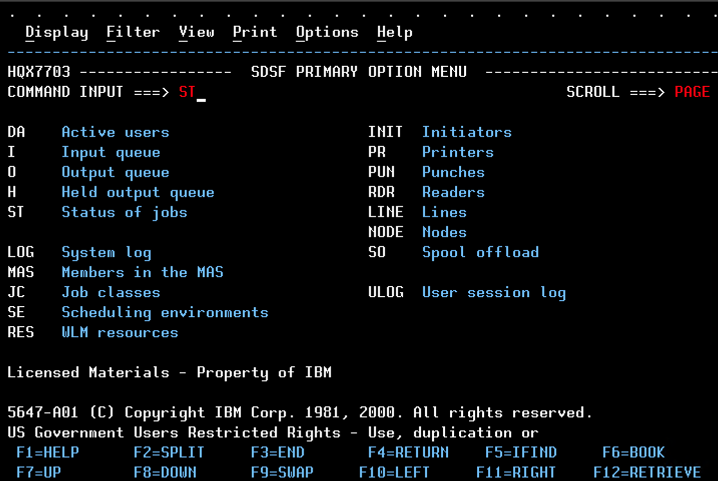 Display Filter View Print Options Help
HQX7703 ----------------- SDSF PRIMARY OPTION MENU --------------------------
COMMAND INPUT ===> ST_ SCROLL ===> PAGE
DA Active users INIT Initiators
I Input queue PR Printers
O Output queue PUN Punches
H Held output queue RDR Readers
ST Status of jobs LINE Lines
NODE Nodes
LOG System log SO Spool offload
MAS Members in the MAS
JC Job classes ULOG User session log
SE Scheduling environments
RES WLM resources
Licensed Materials - Property of IBM
5647-A01 (C) Copyright IBM Corp. 1981, 2000. All rights reserved.
US Government Users Restricted Rights - Use, duplication or
F1=HELP F2=SPLIT F3=END F4=RETURN F5=IFIND F6=BOOK
F7=UP F8=DOWN F9=SWAP F10=LEFT F11=RIGHT F12=RETRIEVE